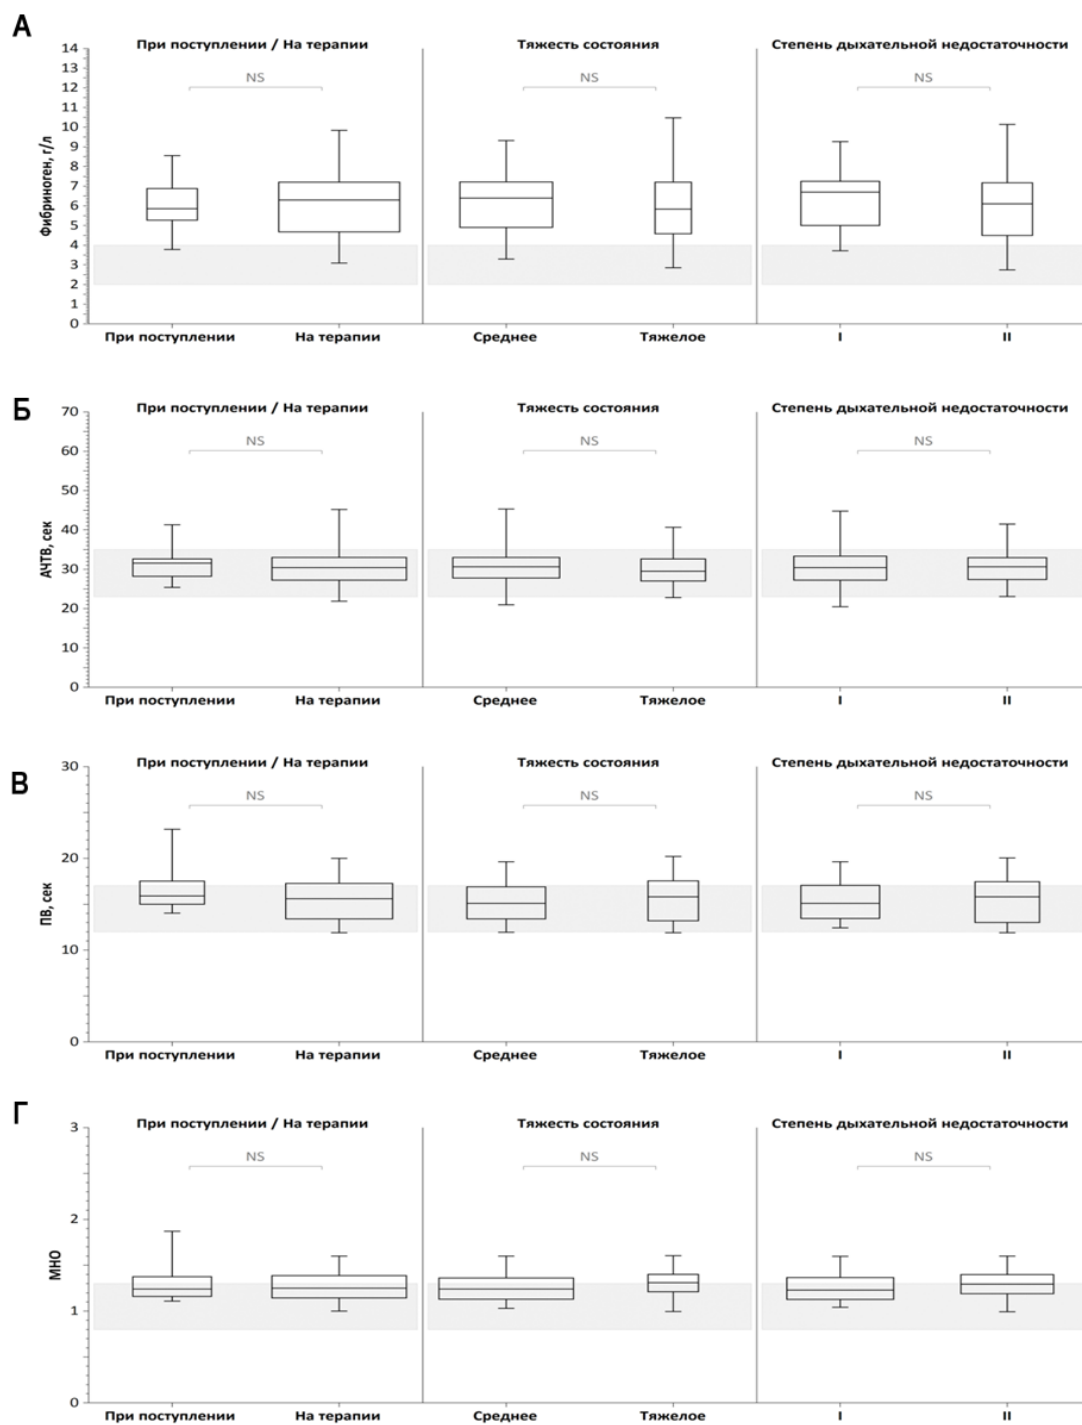 А
При поступлении / На терапии Тяжесть состояния Степень дыхательной недостаточности
14
13
12
11
10
9
8
7
6
5
4
3
2
1
0
Фибриноген, г/л
NS NS NS
При поступлении На терапии Среднее Тяжелое I II
Б
При поступлении / На терапии Тяжесть состояния Степень дыхательной недостаточности
70
60
50
40
30
20
10
0
АЧТВ, сек
NS NS NS
При поступлении На терапии Среднее Тяжелое I II
В
При поступлении / На терапии Тяжесть состояния Степень дыхательной недостаточности
30
20
10
0
ПВ, сек
NS NS NS
При поступлении На терапии Среднее Тяжелое I II
Г
При поступлении / На терапии Тяжесть состояния Степень дыхательной недостаточности
3
2
1
0
МНО
NS NS NS
При поступлении На терапии Среднее Тяжелое I II